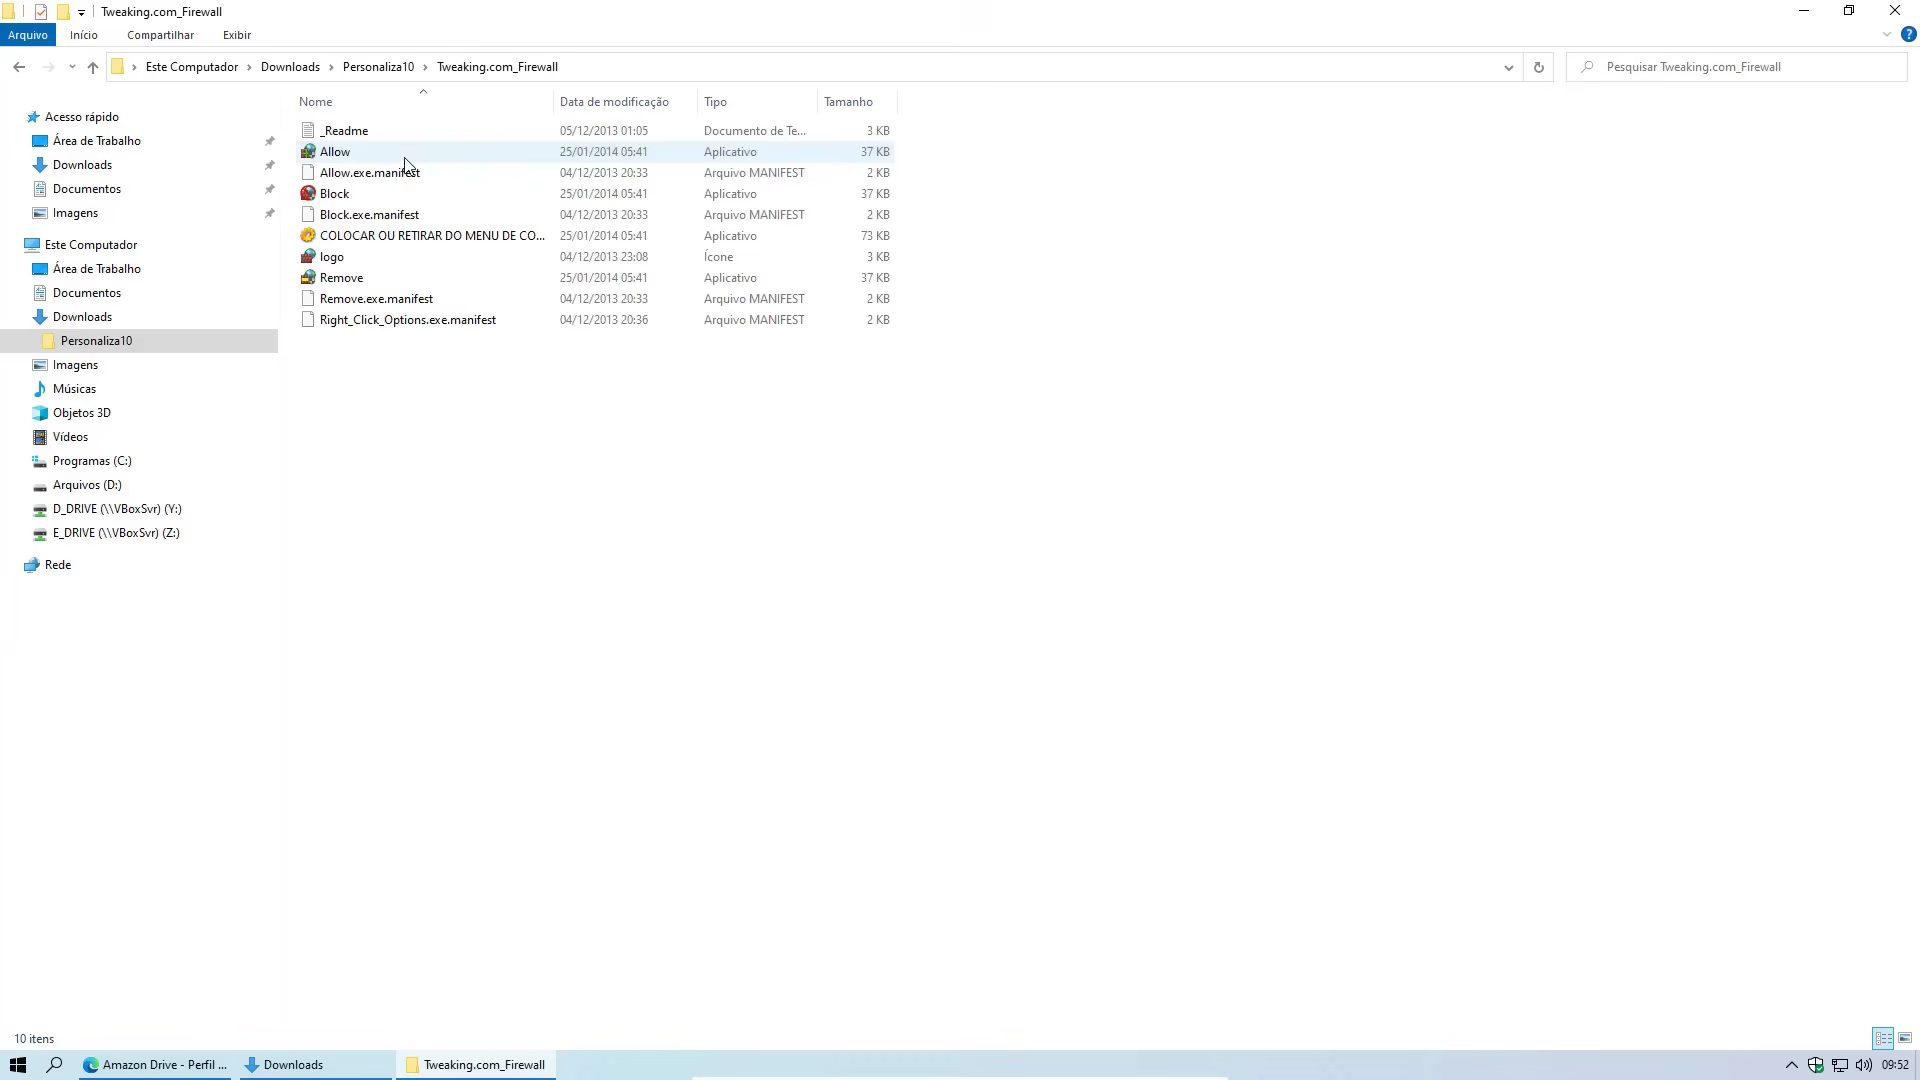 Tweaking.com_Firewall
Arquivo Início Compartilhar Exibir
Este Computador Downloads Personaliza10 Tweaking.com_Firewall
Pesquisar Tweaking.com_Firewall
Nome Data de modificação Tipo Tamanho
_Readme 05/12/2013 01:05 Documento de Te... 3 KB
Allow 25/01/2014 05:41 Aplicativo 37 KB
Allow.exe.manifest 04/12/2013 20:33 Arquivo MANIFEST 2 KB
Block 25/01/2014 05:41 Aplicativo 37 KB
Block.exe.manifest 04/12/2013 20:33 Arquivo MANIFEST 2 KB
COLOCAR OU RETIRAR DO MENU DE CO... 25/01/2014 05:41 Aplicativo 73 KB
logo 04/12/2013 23:08 Ícone 3 KB
Remove 25/01/2014 05:41 Aplicativo 37 KB
Remove.exe.manifest 04/12/2013 20:33 Arquivo MANIFEST 2 KB
Right_Click_Options.exe.manifest 04/12/2013 20:36 Arquivo MANIFEST 2 KB
Acesso rápido
Área de Trabalho
Downloads
Documentos
Imagens
Este Computador
Área de Trabalho
Documentos
Downloads
Personaliza10
Imagens
Músicas
Objetos 3D
Vídeos
Programas (C:)
Arquivos (D:)
D_DRIVE (\\VBoxSvr) (Y:)
E_DRIVE (\\VBoxSvr) (Z:)
Rede
10 itens
Amazon Drive - Perfil ... Downloads Tweaking.com_Firewall 09:52